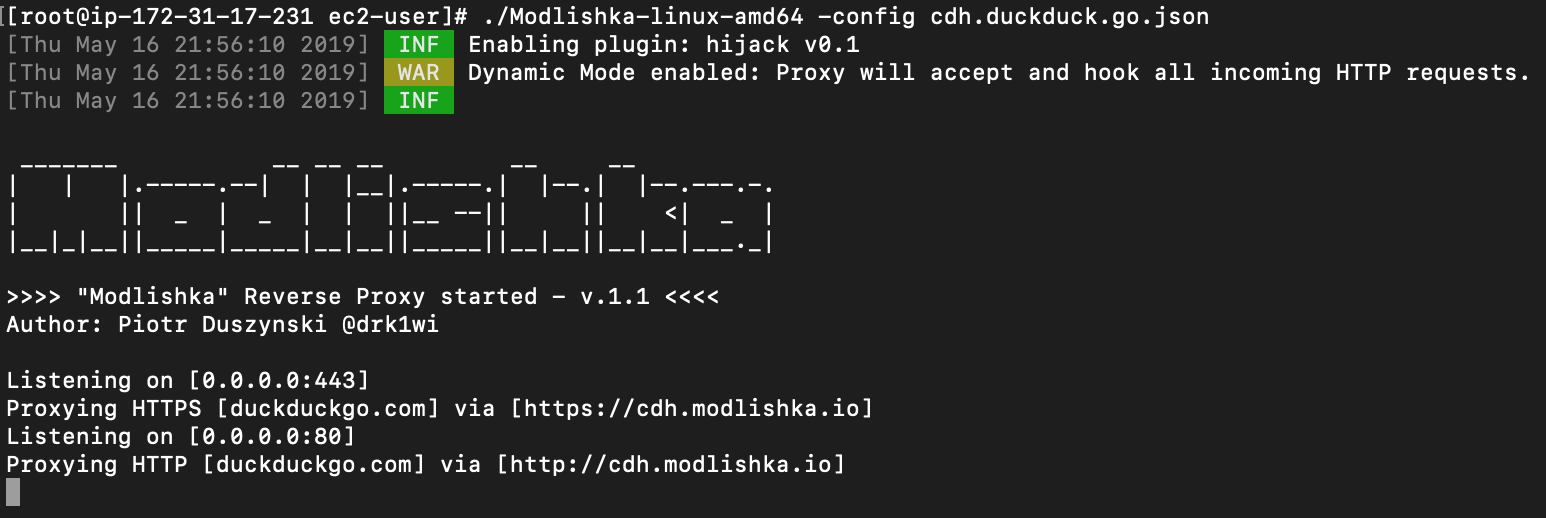 [[root@ip-172-31-17-231 ec2-user]# ./Modlishka-linux-amd64 -config cdh.duckduck.go.json
[Thu May 16 21:56:10 2019]  INF  Enabling plugin: hijack v0.1
[Thu May 16 21:56:10 2019]  WAR  Dynamic Mode enabled: Proxy will accept and hook all incoming HTTP requests.
[Thu May 16 21:56:10 2019]  INF
 _______           __ __ __         __     __
|   |   |.-----.--|  |  |__|.-----.|  |--.|  |--.---.-.
|       ||  _  |  _  |  |  ||__ --||     ||    <|  _  |
|__|_|__||_____|_____|__|__||_____||__|__||__|__|___._|
>>>> "Modlishka" Reverse Proxy started - v.1.1 <<<<
Author: Piotr Duszynski @drk1wi
Listening on [0.0.0.0:443]
Proxying HTTPS [duckduckgo.com] via [https://cdh.modlishka.io]
Listening on [0.0.0.0:80]
Proxying HTTP [duckduckgo.com] via [http://cdh.modlishka.io]